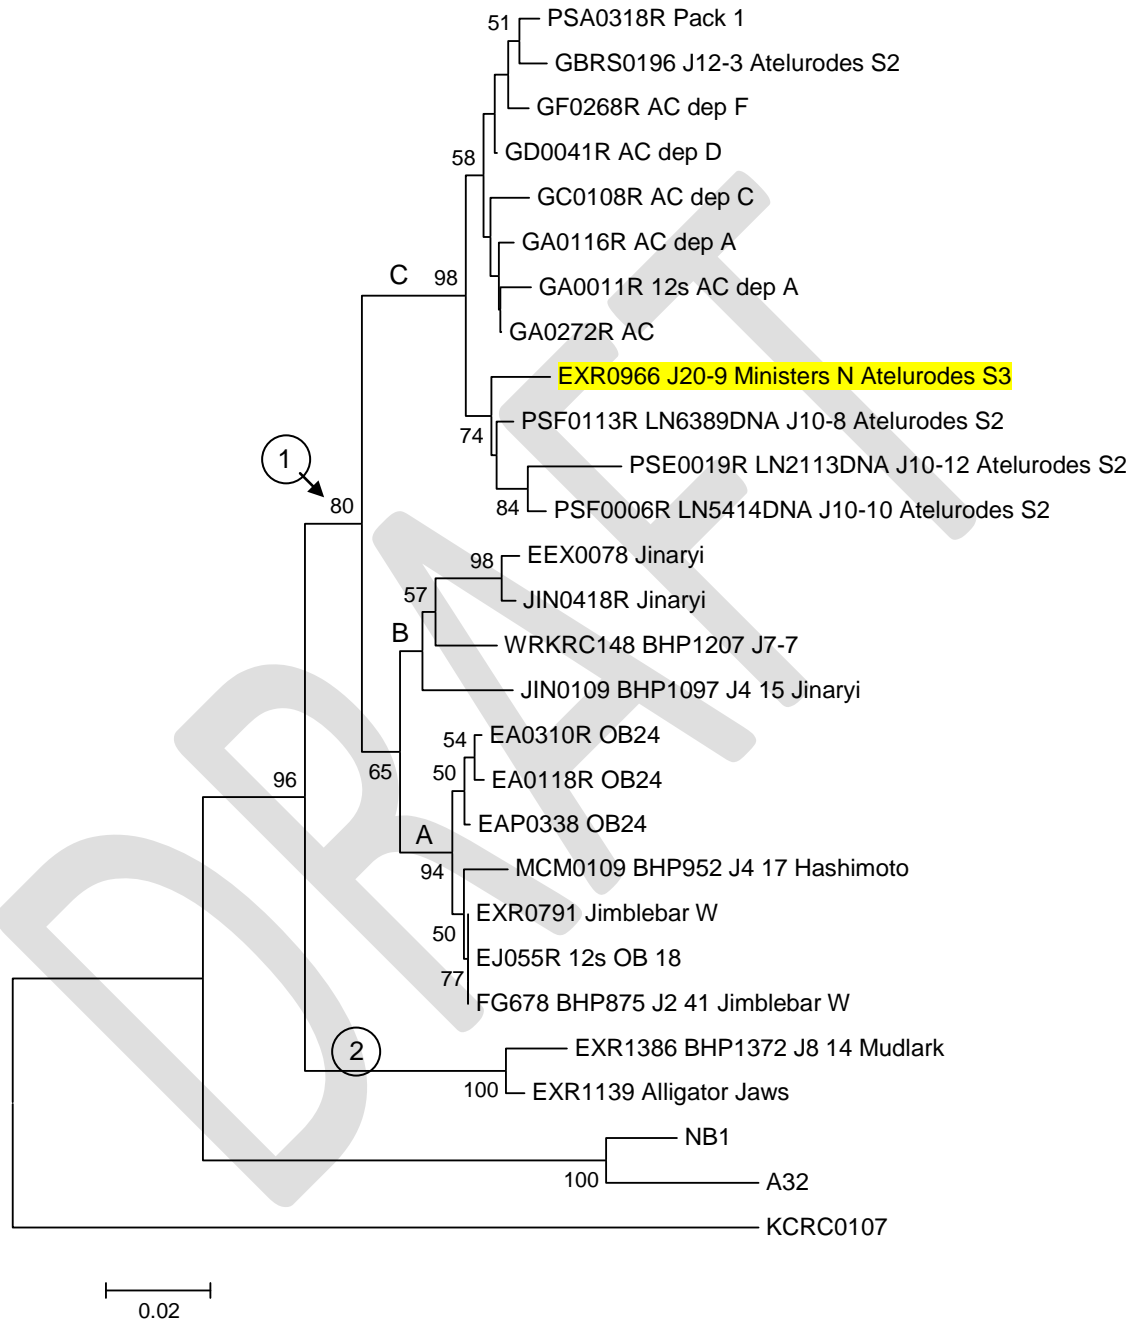 51
PSA0318R Pack 1
GBRS0196 J12-3 Atelurodes S2
GF0268R AC dep F
58
GD0041R AC dep D
GC0108R AC dep C
GA0116R AC dep A
C
98
GA0011R 12s AC dep A
GA0272R AC
EXR0966 J20-9 Ministers N Atelurodes S3
PSF0113R LN6389DNA J10-8 Atelurodes S2
74
1
PSE0019R LN2113DNA J10-12 Atelurodes S2
80
84
PSF0006R LN5414DNA J10-10 Atelurodes S2
98
EEX0078 Jinaryi
57
JIN0418R Jinaryi
B
WRKRC148 BHP1207 J7-7
JIN0109 BHP1097 J4 15 Jinaryi
54
EA0310R OB24
65
50
EA0118R OB24
96
EAP0338 OB24
A
94
MCM0109 BHP952 J4 17 Hashimoto
EXR0791 Jimblebar W
50
EJ055R 12s OB 18
77
FG678 BHP875 J2 41 Jimblebar W
2
EXR1386 BHP1372 J8 14 Mudlark
100
EXR1139 Alligator Jaws
NB1
100
A32
KCRC0107
0.02
DRAFT